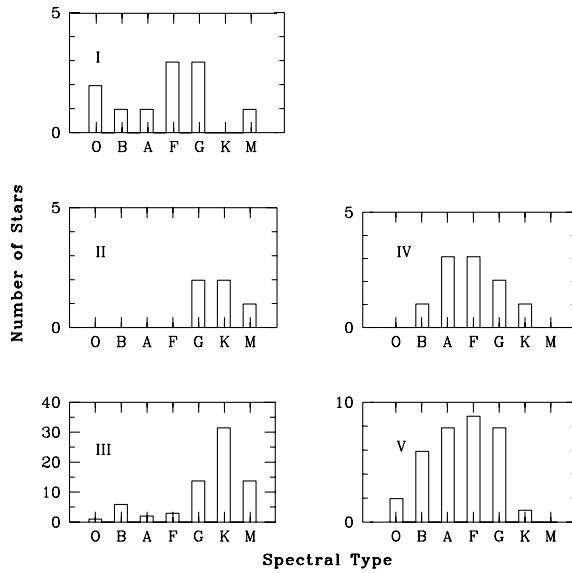 5
I
0
O B A F G K M
Number of Stars
5
II
0
O B A F G K M
5
IV
0
O B A F G K M
40
30
20
10
0
III
O B A F G K M
10
V
0
O B A F G K M
Spectral Type